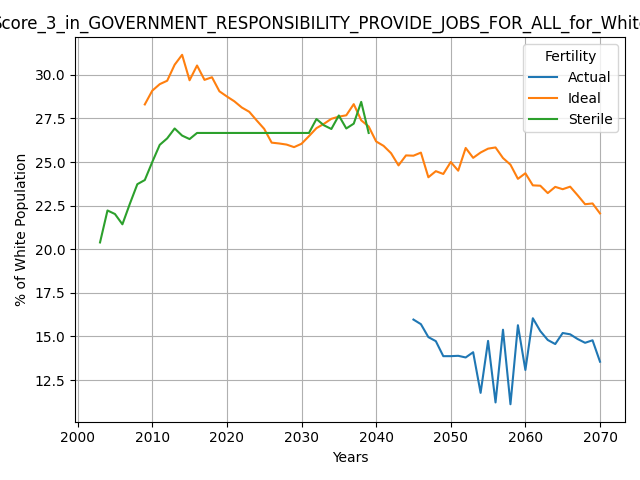 Score_3_in_GOVERNMENT_RESPONSIBILITY_PROVIDE_JOBS_FOR_ALL_for_White
Fertility
Actual
Ideal
Sterile
30.0
27.5
25.0
22.5
20.0
17.5
15.0
12.5
% of White Population
2000 2010 2020 2030 2040 2050 2060 2070
Years